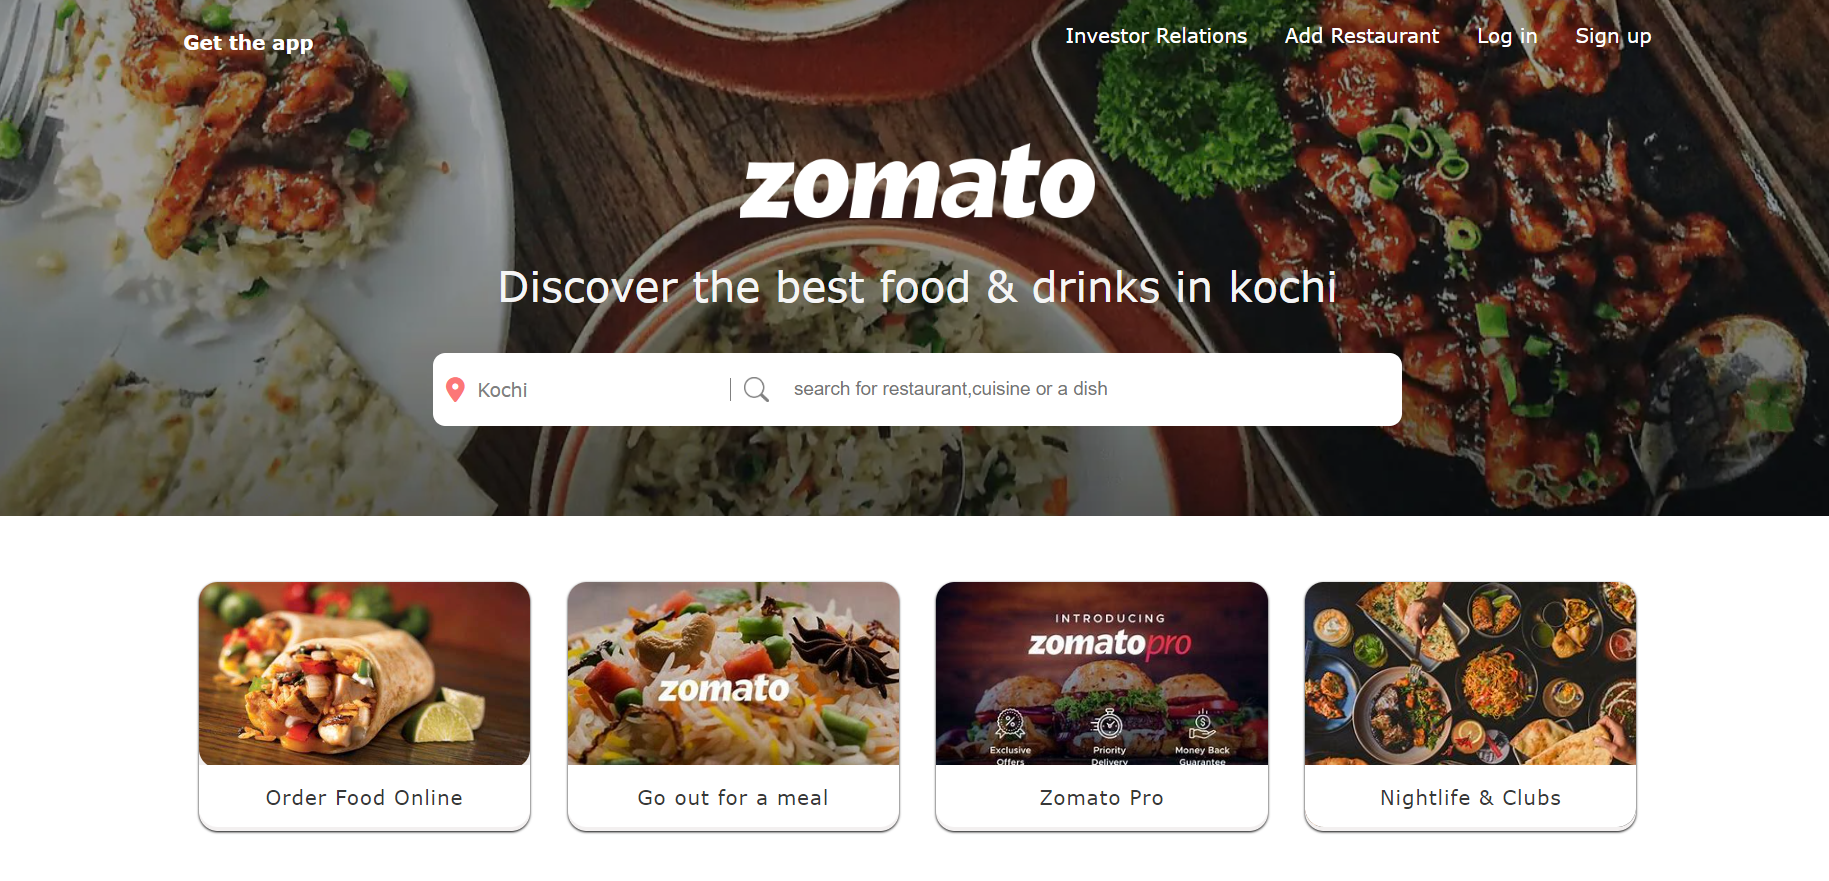 Get the app
Investor Relations
Add Restaurant
Log in
Sign up
zomato
Discover the best food & drinks in kochi
Kochi
search for restaurant,cuisine or a dish
zomato
INTRODUCING
zomatopro
Exclusive
Offers
Priority
Delivery
Money Back
Guarantee
Order Food Online
Go out for a meal
Zomato Pro
Nightlife & Clubs